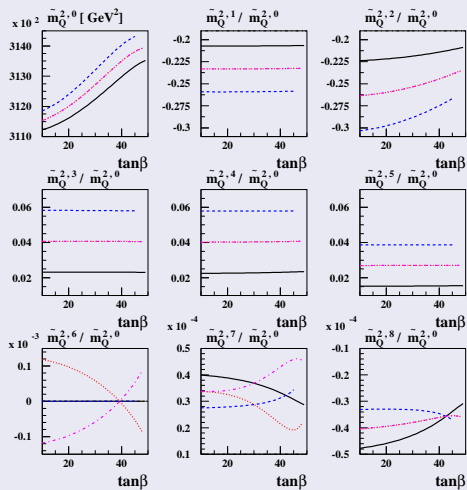 m̃Q²,⁰ [GeV²] m̃Q²,¹ / m̃Q²,⁰ m̃Q²,² / m̃Q²,⁰
x 10²
3140
3130
3120
3110
20 40
tanβ
-0.2
-0.225
-0.25
-0.275
-0.3
20 40
tanβ
-0.2
-0.225
-0.25
-0.275
-0.3
20 40
tanβ
m̃Q²,³ / m̃Q²,⁰ m̃Q²,⁴ / m̃Q²,⁰ m̃Q²,⁵ / m̃Q²,⁰
0.06
0.04
0.02
20 40
tanβ
0.06
0.04
0.02
20 40
tanβ
0.06
0.04
0.02
20 40
tanβ
m̃Q²,⁶ / m̃Q²,⁰ m̃Q²,⁷ / m̃Q²,⁰ m̃Q²,⁸ / m̃Q²,⁰
x 10⁻³
0.1
0
-0.1
20 40
tanβ
x 10⁻⁴
0.5
0.4
0.3
0.2
0.1
20 40
tanβ
x 10⁻⁴
-0.1
-0.2
-0.3
-0.4
-0.5
20 40
tanβ